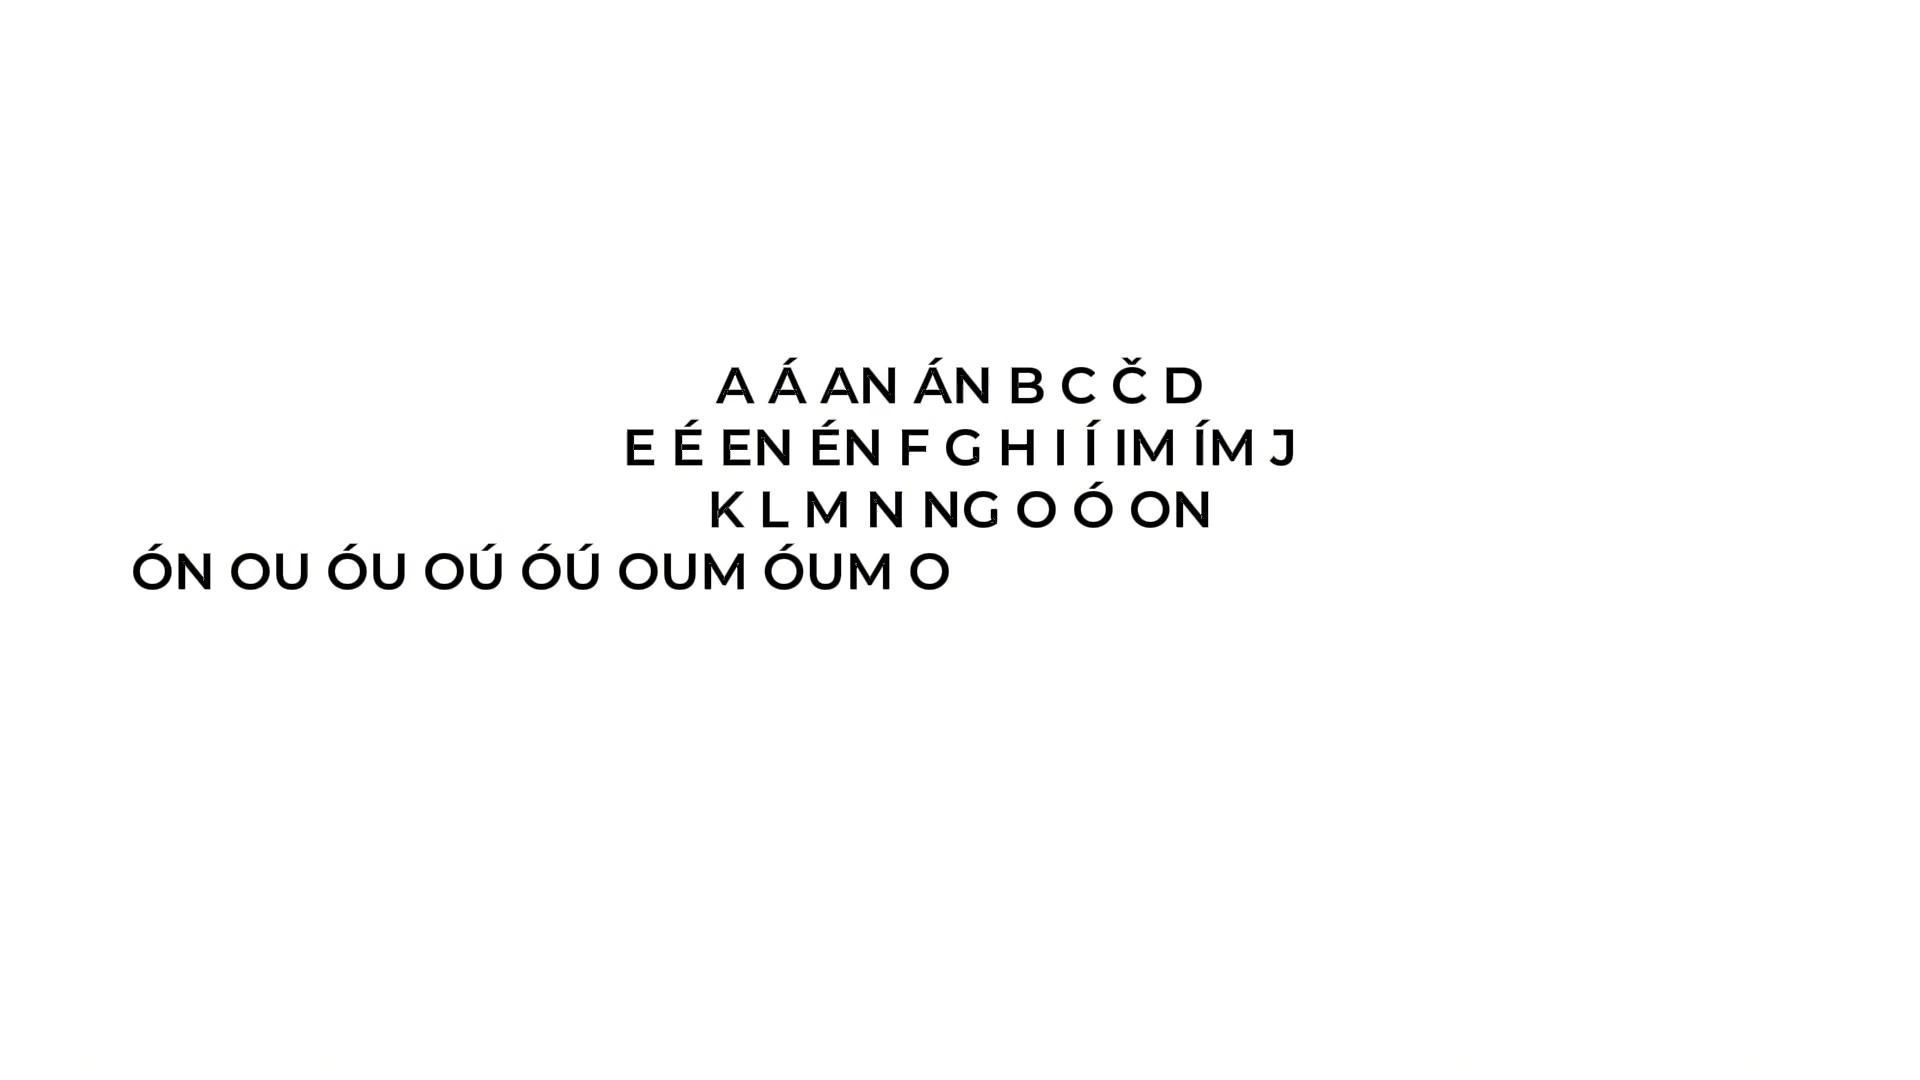 A Á AN ÁN B C Č D
E É EN ÉN F G H I Í IM ÍM J
K L M N NG O Ó ON
ÓN OU ÓU OÚ ÓÚ OUM ÓUM O